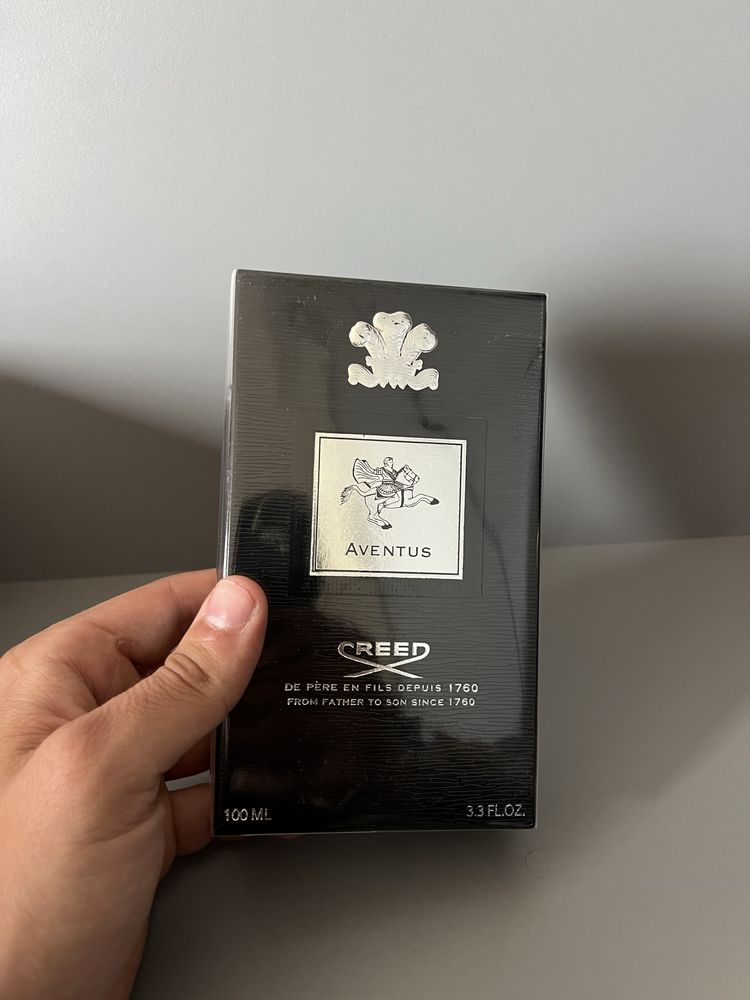 AVENTUS
CREED
DE PÈRE EN FILS DEPUIS 1760
FROM FATHER TO SON SINCE 1760
100 ML
3.3 FL.OZ.